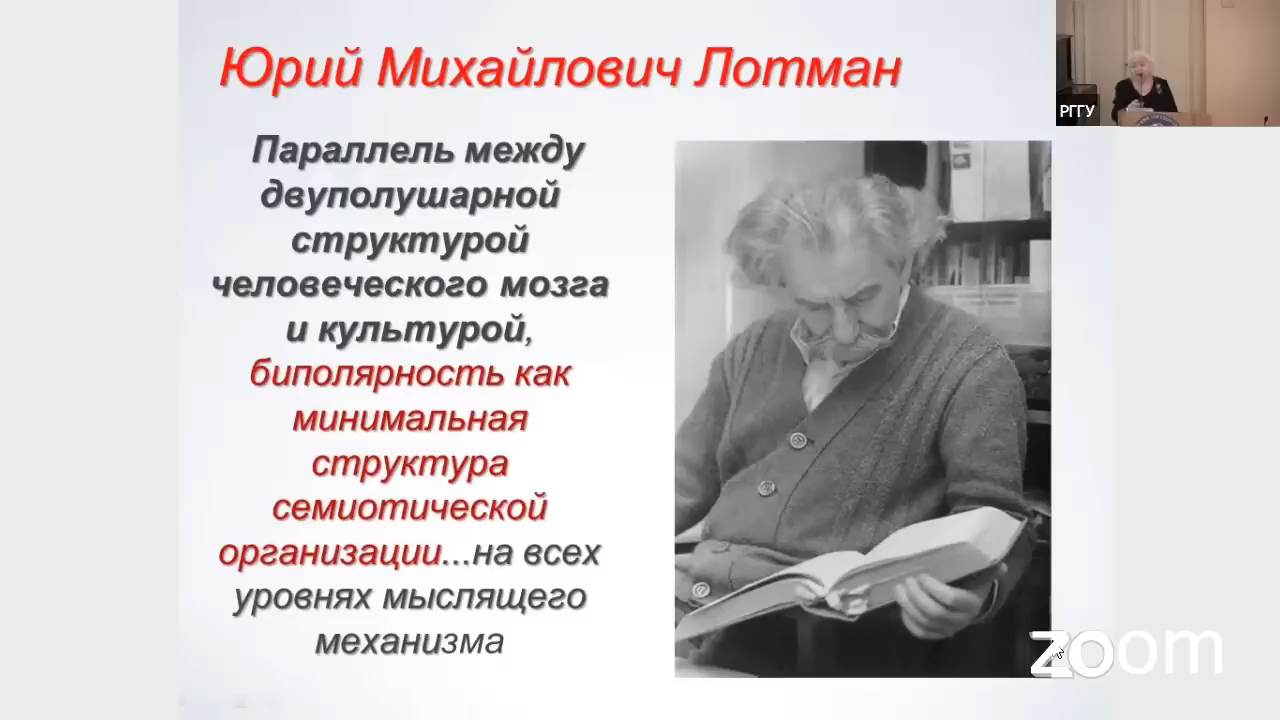 Юрий Михайлович Лотман
Параллель между
двуполушарной
структурой
человеческого мозга
и культурой,
биполярность как
минимальная
структура
семиотической
организации...на всех
уровнях мыслящего
механизма
РГГУ
zoom